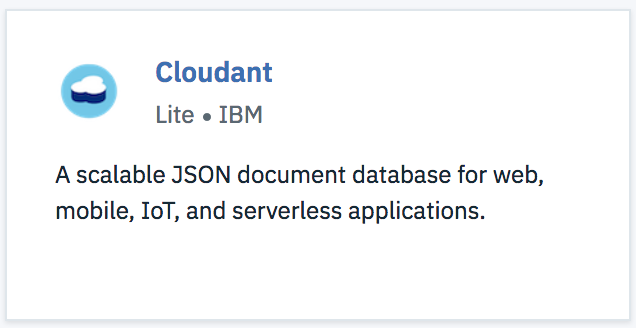 Cloudant
Lite • IBM
A scalable JSON document database for web,
mobile, IoT, and serverless applications.